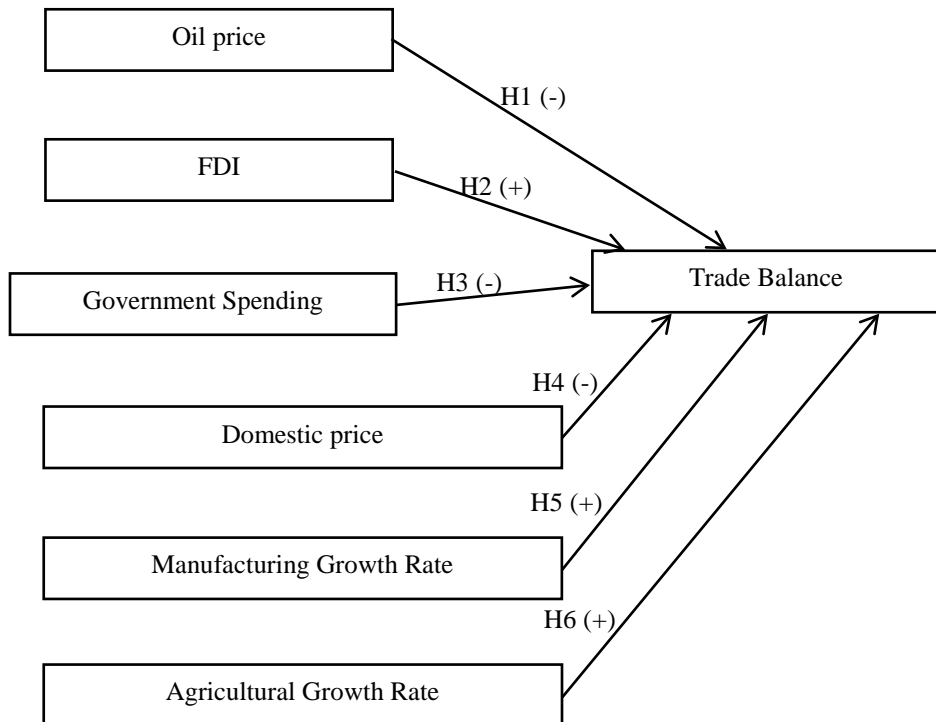 Oil price
H1 (-)
FDI
H2 (+)
Trade Balance
H3 (-)
Government Spending
H4 (-)
Domestic price
H5 (+)
Manufacturing Growth Rate
H6 (+)
Agricultural Growth Rate